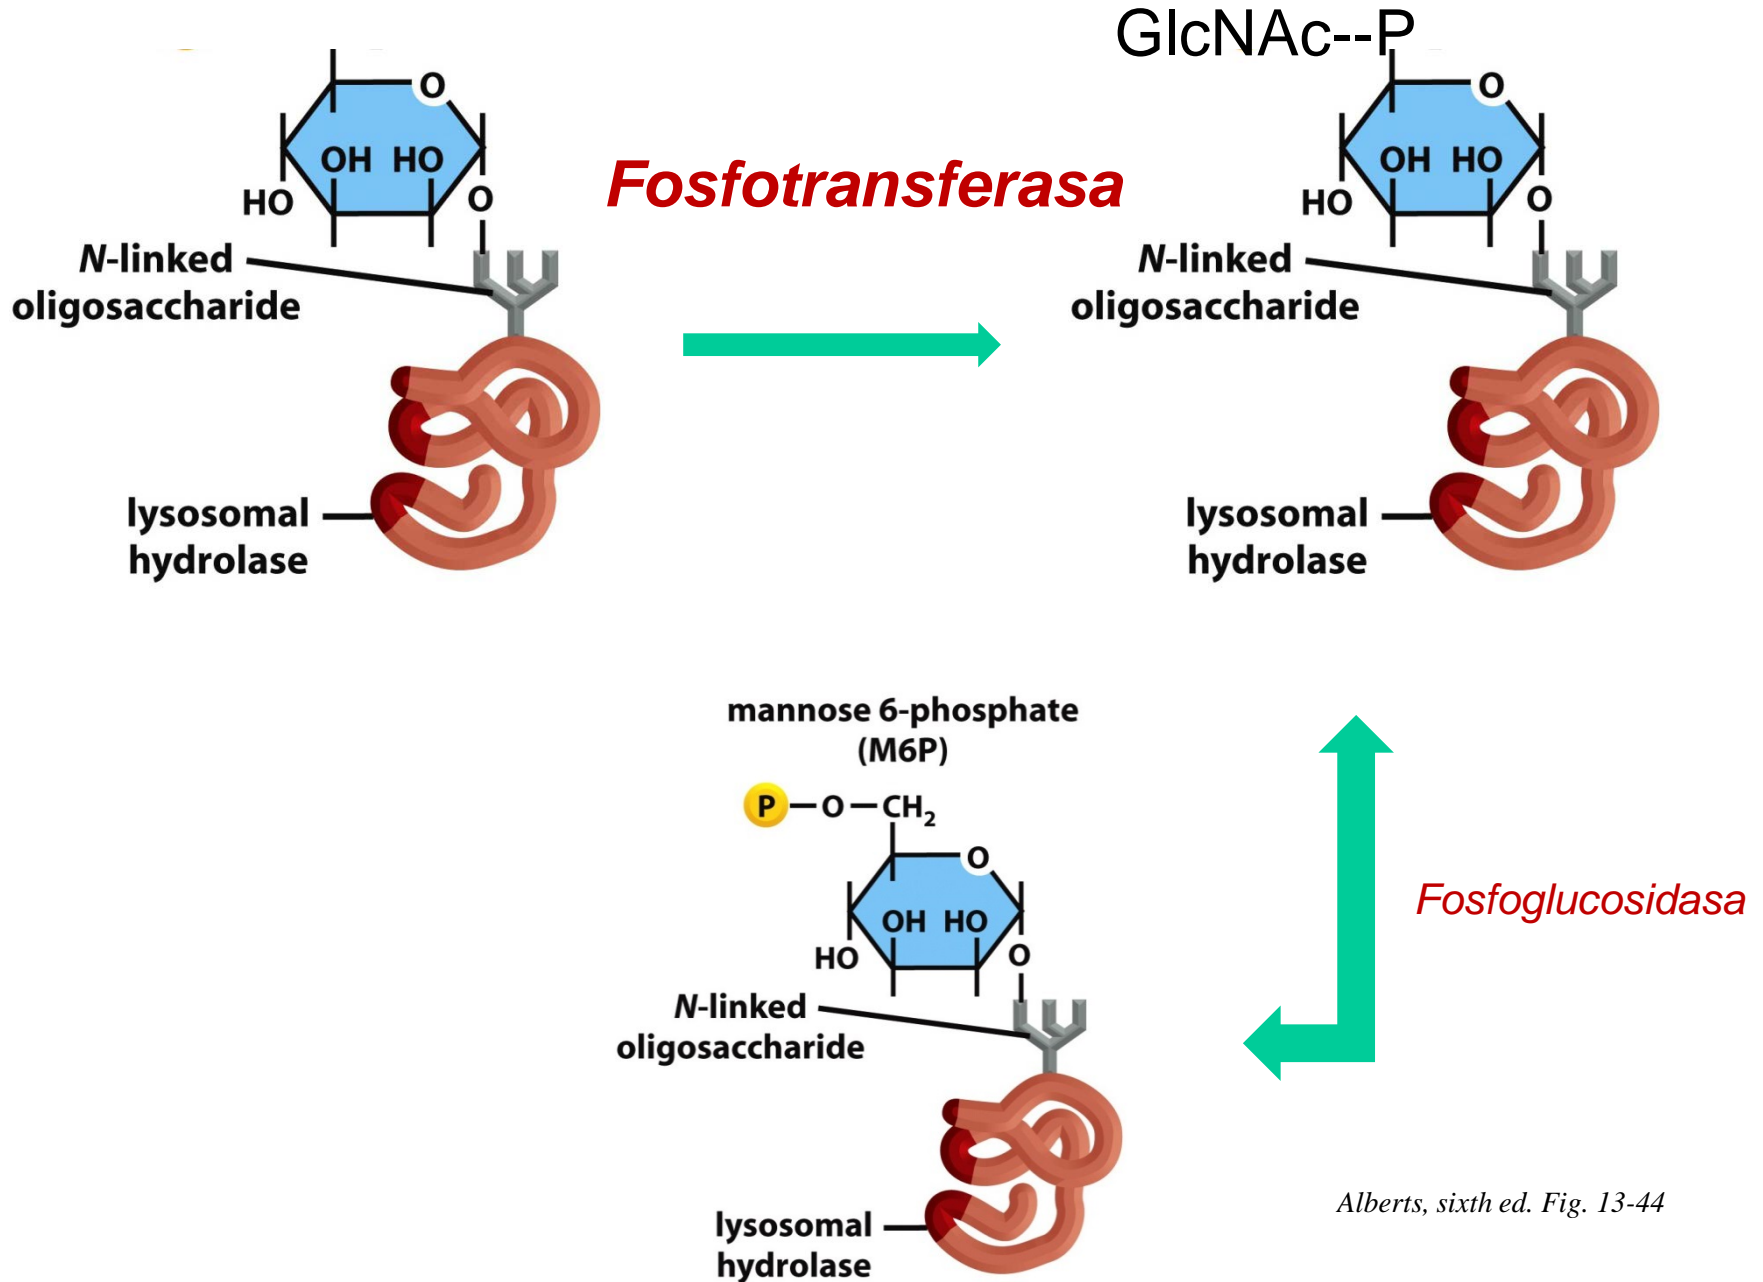 GlcNAc--P
O
OH HO
HO
O
N-linked
oligosaccharide
lysosomal
hydrolase
Fosfotransferasa
O
OH HO
HO
O
N-linked
oligosaccharide
lysosomal
hydrolase
mannose 6-phosphate
(M6P)
P–O–CH₂
O
OH HO
HO
O
N-linked
oligosaccharide
lysosomal
hydrolase
Fosfoglucosidasa
Alberts, sixth ed. Fig. 13-44